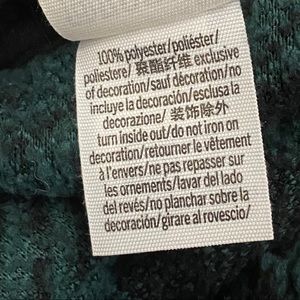 100% polyester/poliéster/
poliestere/ 聚酯纤维 exclusive
of decoration/sauf décoration/no
incluye la decoración/esclusa la
decorazione/ 装饰除外
turn inside out/do not iron on
decoration/retourner le vêtement
à l'envers/ne pas repasser sur
les ornements/lavar del lado
del revés/no planchar sobre la
decoración/girare al rovescio/